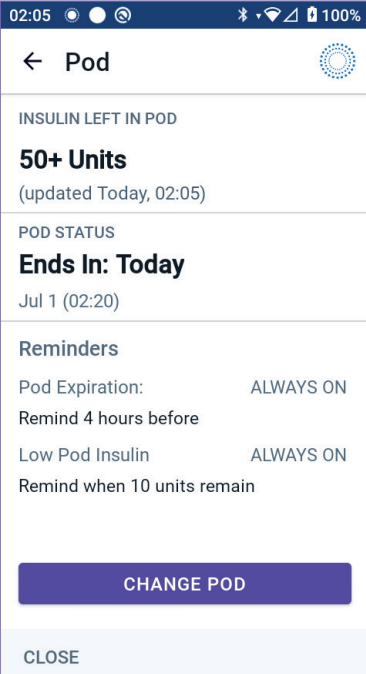 02:05 100%
Pod
INSULIN LEFT IN POD
50+ Units
(updated Today, 02:05)
POD STATUS
Ends In: Today
Jul 1 (02:20)
Reminders
Pod Expiration: ALWAYS ON
Remind 4 hours before
Low Pod Insulin ALWAYS ON
Remind when 10 units remain
CHANGE POD
CLOSE